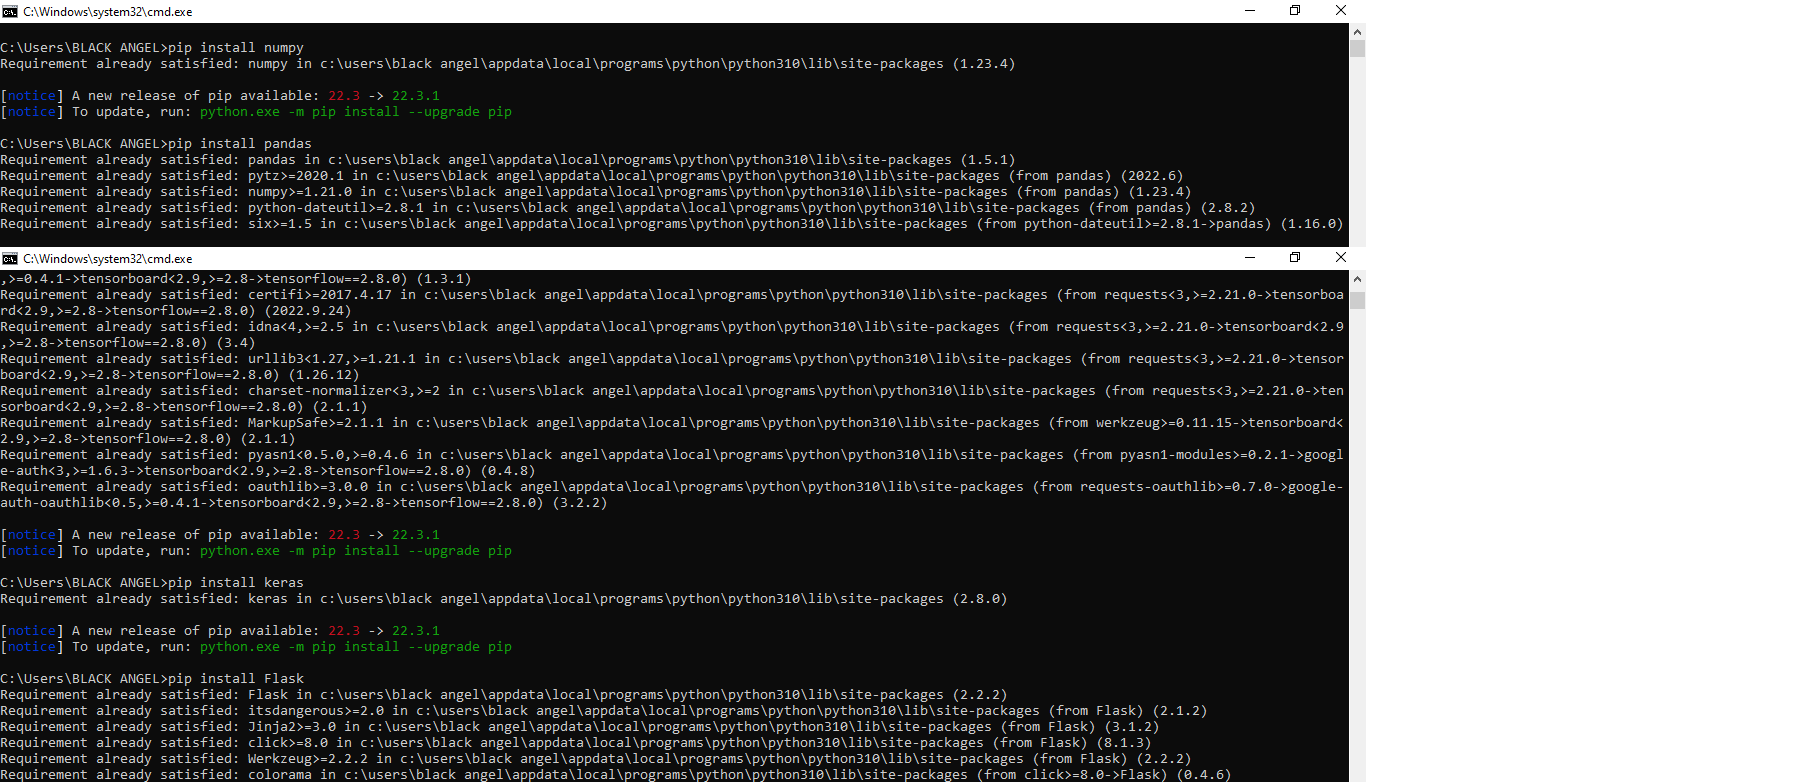 C:\Windows\system32\cmd.exe
C:\Users\BLACK ANGEL>pip install numpy
Requirement already satisfied: numpy in c:\users\black angel\appdata\local\programs\python\python310\lib\site-packages (1.23.4)
[notice] A new release of pip available: 22.3 -> 22.3.1
[notice] To update, run: python.exe -m pip install --upgrade pip
C:\Users\BLACK ANGEL>pip install pandas
Requirement already satisfied: pandas in c:\users\black angel\appdata\local\programs\python\python310\lib\site-packages (1.5.1)
Requirement already satisfied: pytz>=2020.1 in c:\users\black angel\appdata\local\programs\python\python310\lib\site-packages (from pandas) (2022.6)
Requirement already satisfied: numpy>=1.21.0 in c:\users\black angel\appdata\local\programs\python\python310\lib\site-packages (from pandas) (1.23.4)
Requirement already satisfied: python-dateutil>=2.8.1 in c:\users\black angel\appdata\local\programs\python\python310\lib\site-packages (from pandas) (2.8.2)
Requirement already satisfied: six>=1.5 in c:\users\black angel\appdata\local\programs\python\python310\lib\site-packages (from python-dateutil>=2.8.1->pandas) (1.16.0)
C:\Windows\system32\cmd.exe
,>=0.4.1->tensorboard<2.9,>=2.8->tensorflow==2.8.0) (1.3.1)
Requirement already satisfied: certifi>=2017.4.17 in c:\users\black angel\appdata\local\programs\python\python310\lib\site-packages (from requests<3,>=2.21.0->tensorboa
rd<2.9,>=2.8->tensorflow==2.8.0) (2022.9.24)
Requirement already satisfied: idna<4,>=2.5 in c:\users\black angel\appdata\local\programs\python\python310\lib\site-packages (from requests<3,>=2.21.0->tensorboard<2.9
,>=2.8->tensorflow==2.8.0) (3.4)
Requirement already satisfied: urllib3<1.27,>=1.21.1 in c:\users\black angel\appdata\local\programs\python\python310\lib\site-packages (from requests<3,>=2.21.0->tensor
board<2.9,>=2.8->tensorflow==2.8.0) (1.26.12)
Requirement already satisfied: charset-normalizer<3,>=2 in c:\users\black angel\appdata\local\programs\python\python310\lib\site-packages (from requests<3,>=2.21.0->ten
sorboard<2.9,>=2.8->tensorflow==2.8.0) (2.1.1)
Requirement already satisfied: MarkupSafe>=2.1.1 in c:\users\black angel\appdata\local\programs\python\python310\lib\site-packages (from werkzeug>=0.11.15->tensorboard<
2.9,>=2.8->tensorflow==2.8.0) (2.1.1)
Requirement already satisfied: pyasn1<0.5.0,>=0.4.6 in c:\users\black angel\appdata\local\programs\python\python310\lib\site-packages (from pyasn1-modules>=0.2.1->googl
e-auth<3,>=1.6.3->tensorboard<2.9,>=2.8->tensorflow==2.8.0) (0.4.8)
Requirement already satisfied: oauthlib>=3.0.0 in c:\users\black angel\appdata\local\programs\python\python310\lib\site-packages (from requests-oauthlib>=0.7.0->google-
auth-oauthlib<0.5,>=0.4.1->tensorboard<2.9,>=2.8->tensorflow==2.8.0) (3.2.2)
[notice] A new release of pip available: 22.3 -> 22.3.1
[notice] To update, run: python.exe -m pip install --upgrade pip
C:\Users\BLACK ANGEL>pip install keras
Requirement already satisfied: keras in c:\users\black angel\appdata\local\programs\python\python310\lib\site-packages (2.8.0)
[notice] A new release of pip available: 22.3 -> 22.3.1
[notice] To update, run: python.exe -m pip install --upgrade pip
C:\Users\BLACK ANGEL>pip install Flask
Requirement already satisfied: Flask in c:\users\black angel\appdata\local\programs\python\python310\lib\site-packages (2.2.2)
Requirement already satisfied: itsdangerous>=2.0 in c:\users\black angel\appdata\local\programs\python\python310\lib\site-packages (from Flask) (2.1.2)
Requirement already satisfied: Jinja2>=3.0 in c:\users\black angel\appdata\local\programs\python\python310\lib\site-packages (from Flask) (3.1.2)
Requirement already satisfied: click>=8.0 in c:\users\black angel\appdata\local\programs\python\python310\lib\site-packages (from Flask) (8.1.3)
Requirement already satisfied: Werkzeug>=2.2.2 in c:\users\black angel\appdata\local\programs\python\python310\lib\site-packages (from Flask) (2.2.2)
Requirement already satisfied: colorama in c:\users\black angel\appdata\local\programs\python\python310\lib\site-packages (from click>=8.0->Flask) (0.4.6)